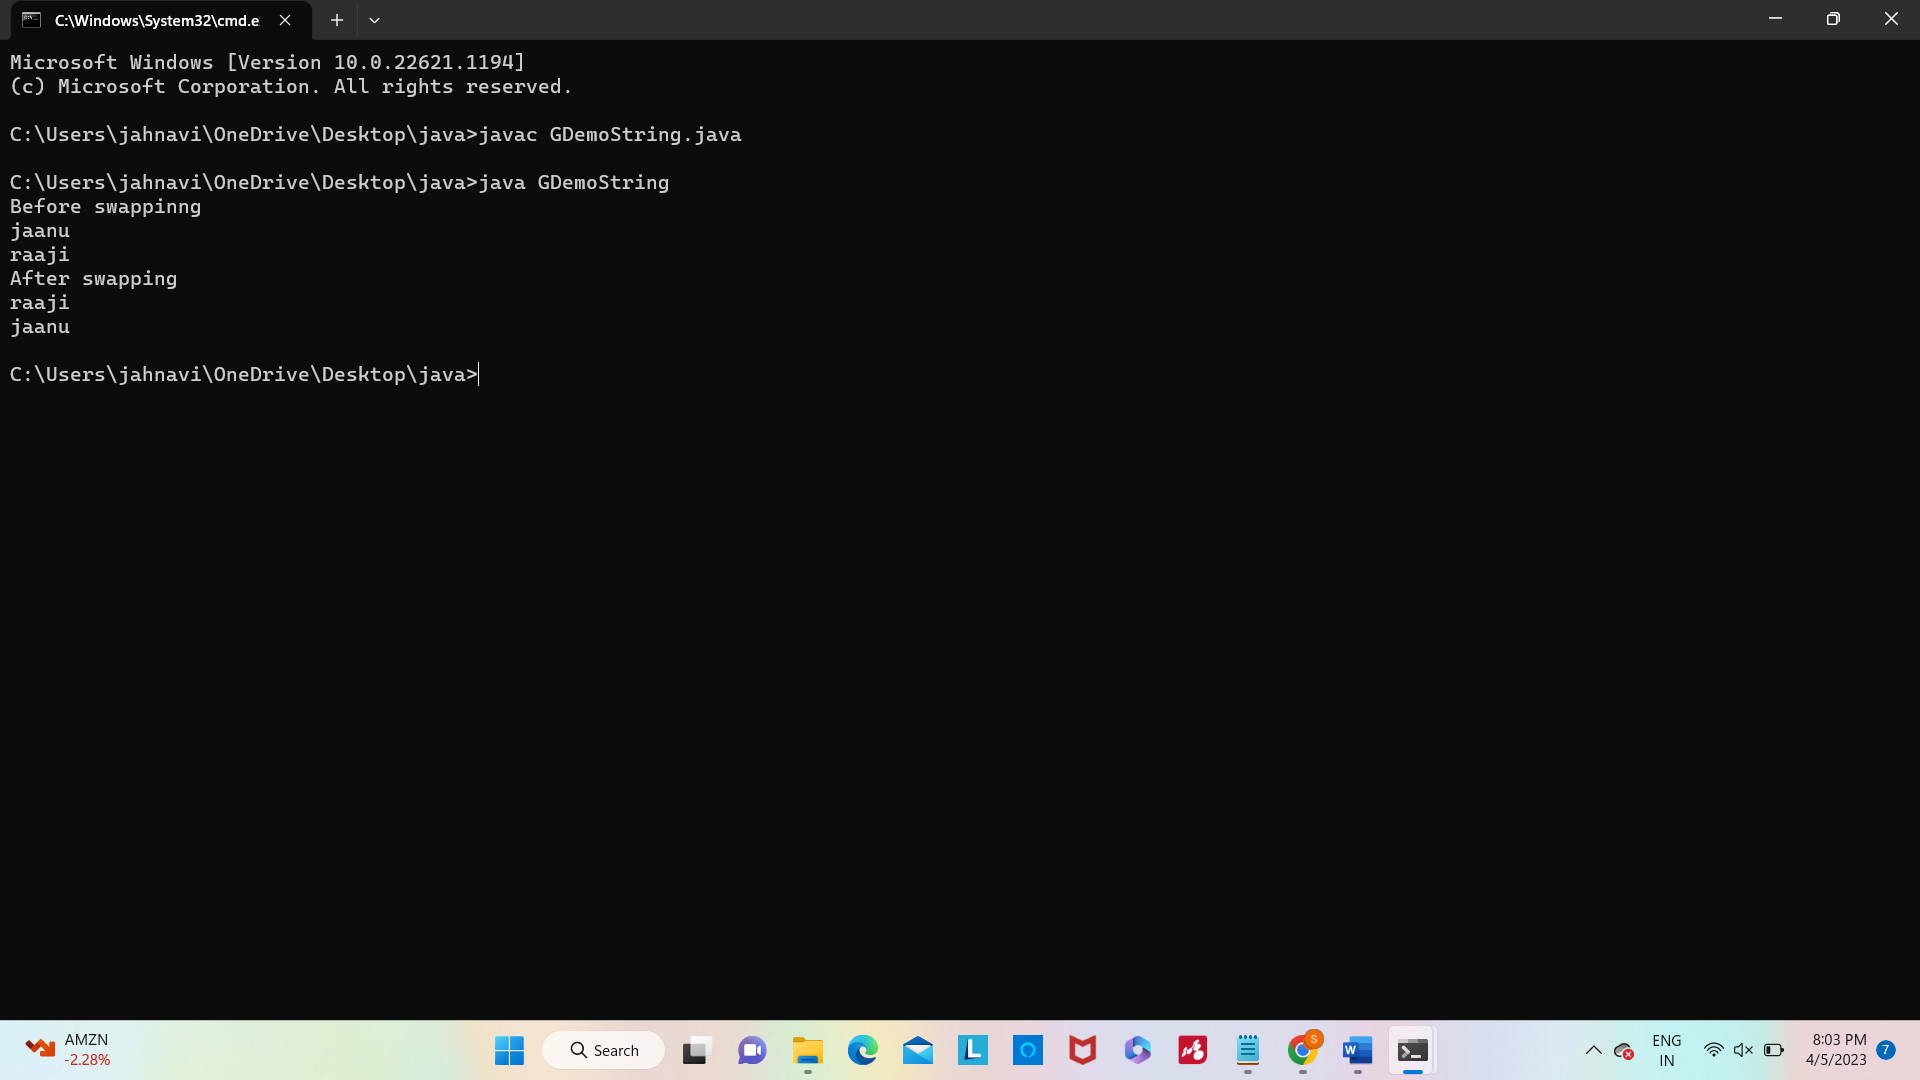 C:\Windows\System32\cmd.e
Microsoft Windows [Version 10.0.22621.1194]
(c) Microsoft Corporation. All rights reserved.
C:\Users\jahnavi\OneDrive\Desktop\java>javac GDemoString.java
C:\Users\jahnavi\OneDrive\Desktop\java>java GDemoString
Before swappinng
jaanu
raaji
After swapping
raaji
jaanu
C:\Users\jahnavi\OneDrive\Desktop\java>
AMZN
-2.28%
Search
L
W
S
ENG
IN
8:03 PM
4/5/2023
7